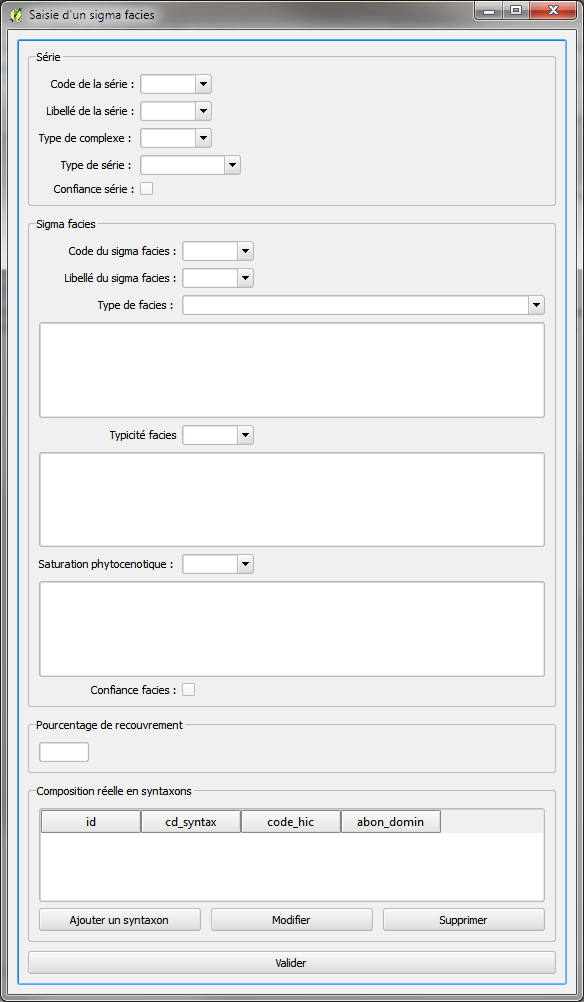 Saisie d'un sigma facies
Série
Code de la série :
Libellé de la série :
Type de complexe :
Type de série :
Confiance série :
Sigma facies
Code du sigma facies :
Libellé du sigma facies :
Type de facies :
Typicité facies
Saturation phytocenotique :
Confiance facies :
Pourcentage de recouvrement
Composition réelle en syntaxons
id cd_syntax code_hic abon_domin
Ajouter un syntaxon Modifier Supprimer
Valider